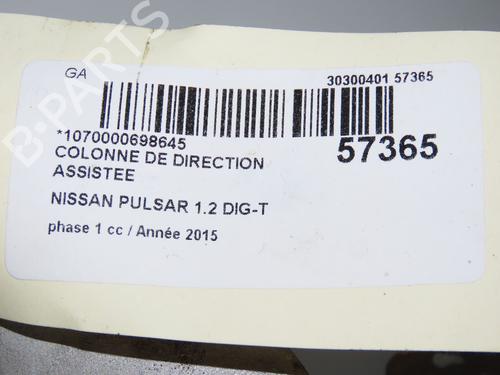 GA
30300401 57365
*1070000698645
57365
COLONNE DE DIRECTION
ASSISTEE
NISSAN PULSAR 1.2 DIG-T
phase 1 cc / Année 2015
B-PARTS